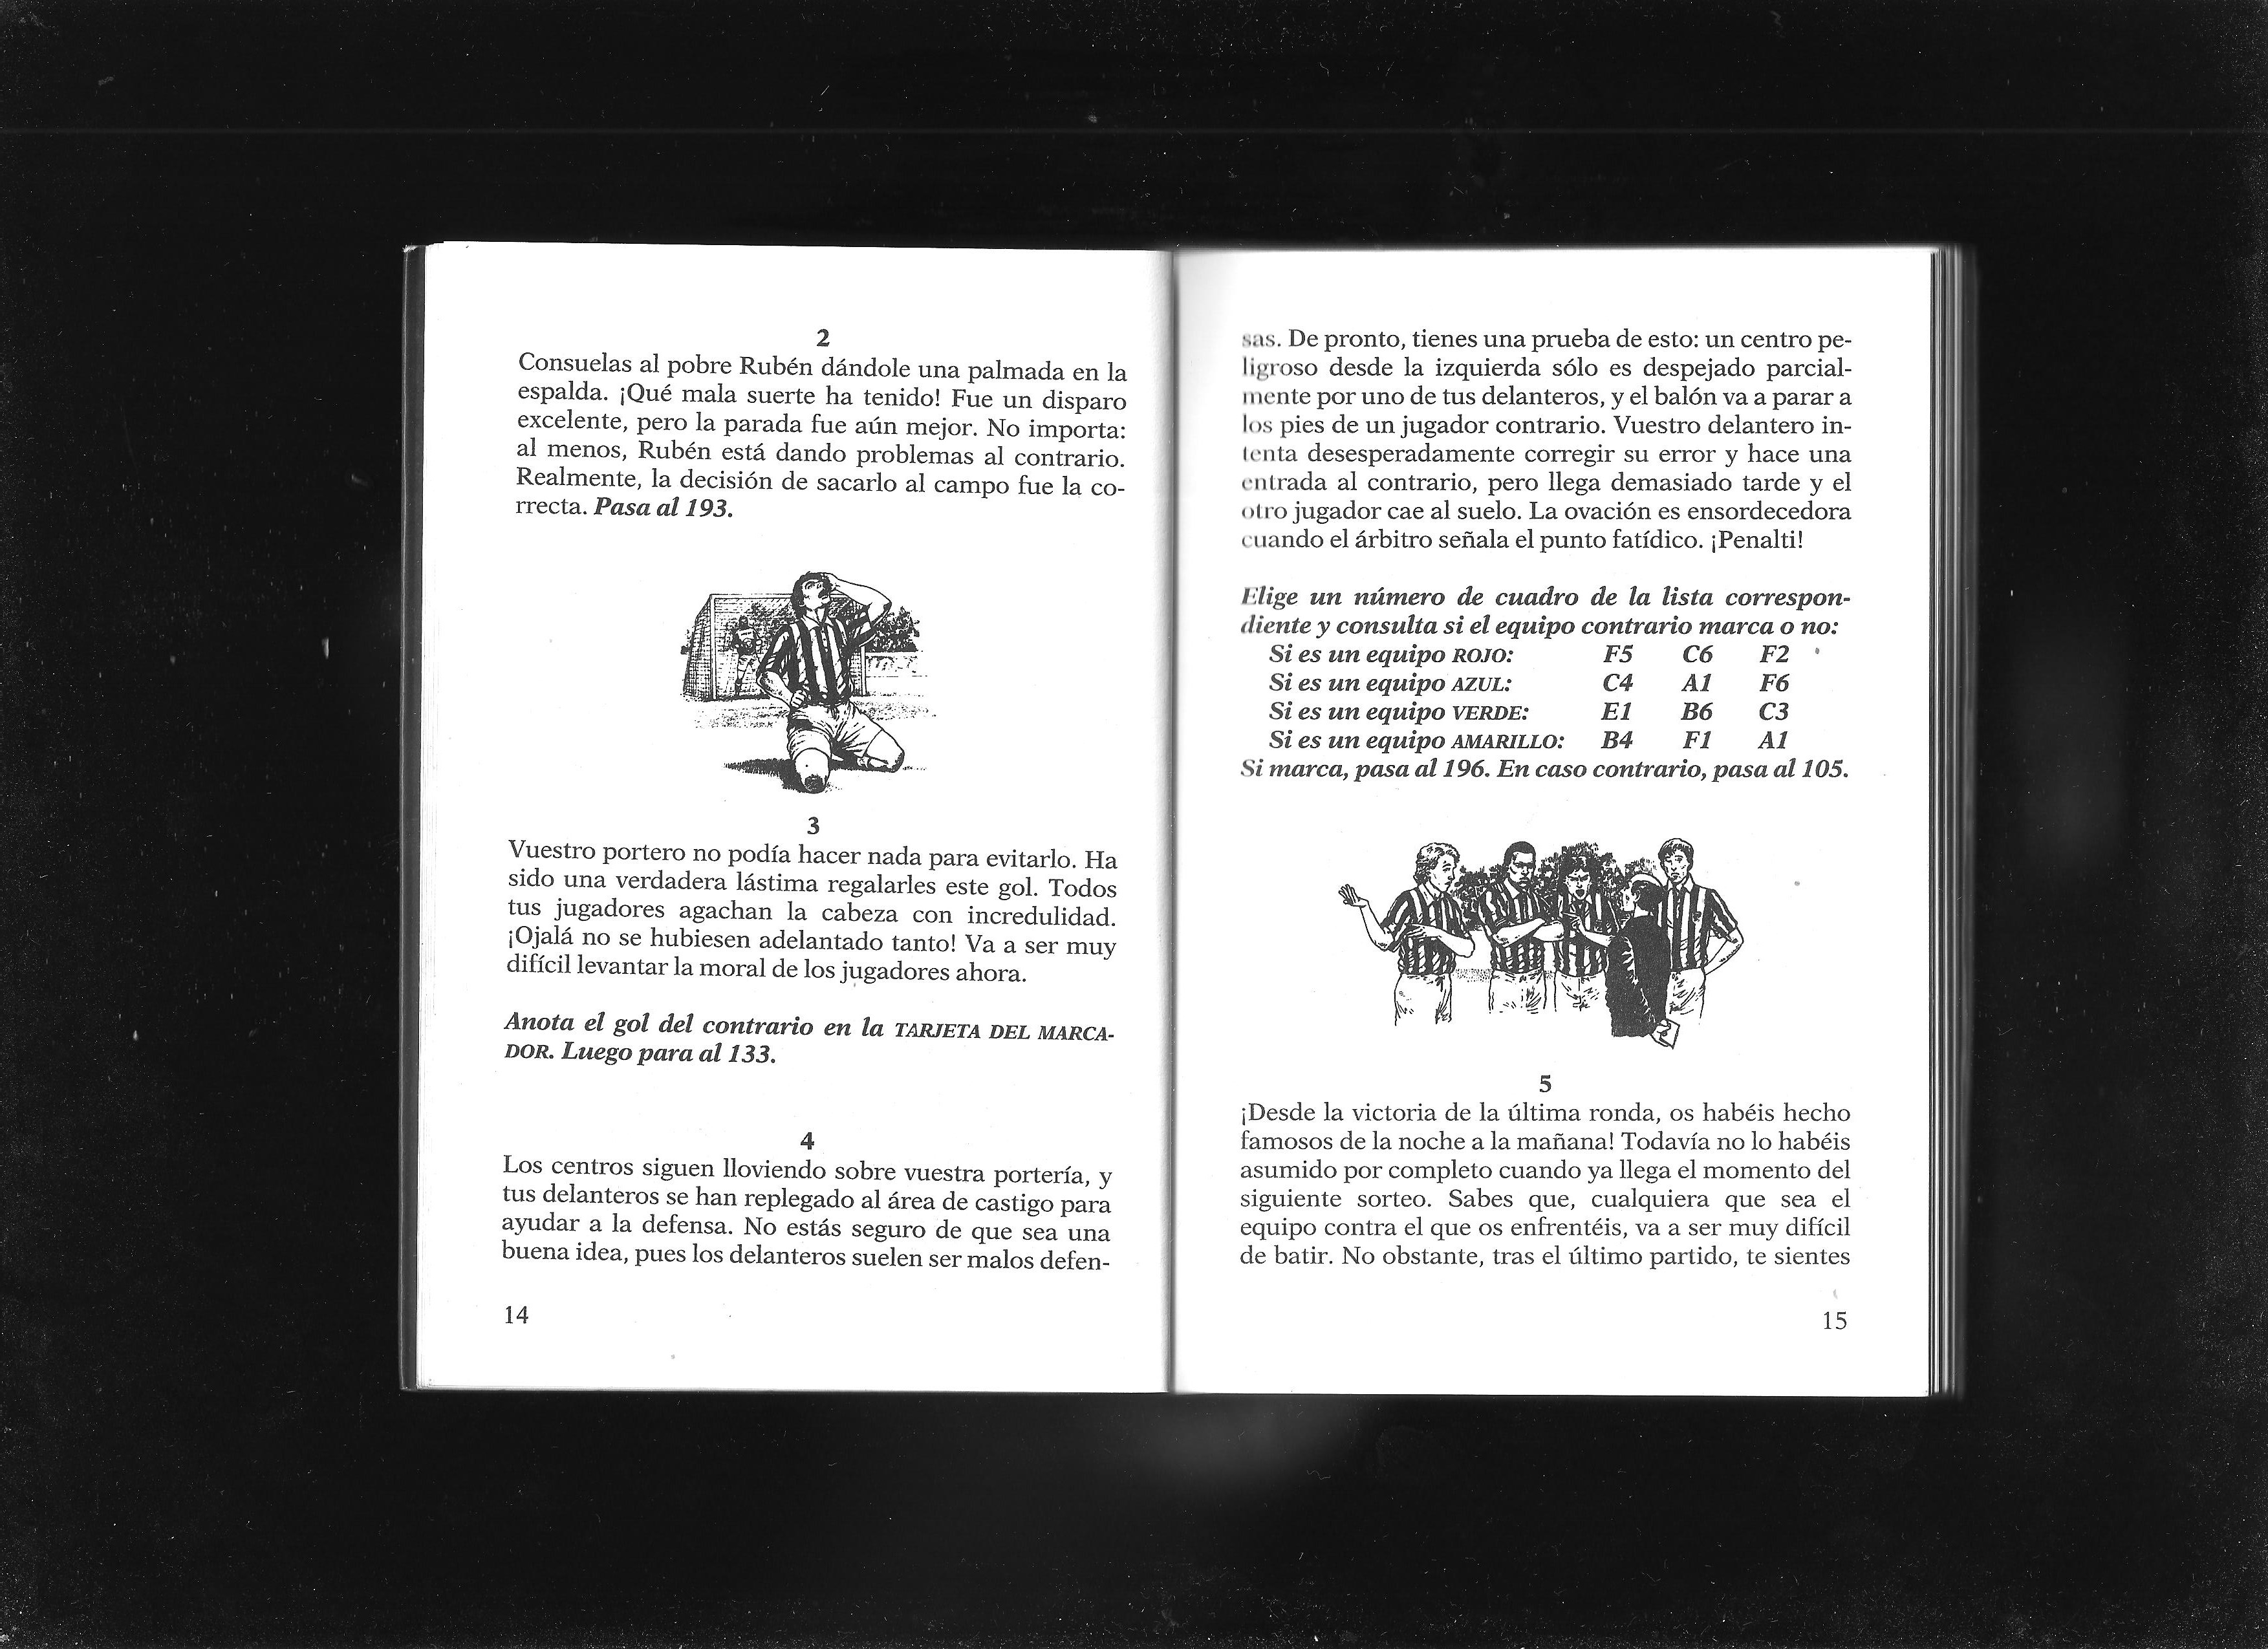 2
Consuelas al pobre Rubén dándole una palmada en la
espalda. ¡Qué mala suerte ha tenido! Fue un disparo
excelente, pero la parada fue aún mejor. No importa:
al menos, Rubén está dando problemas al contrario.
Realmente, la decisión de sacarlo al campo fue la co-
rrecta. Pasa al 193.
3
Vuestro portero no podía hacer nada para evitarlo. Ha
sido una verdadera lástima regalarles este gol. Todos
tus jugadores agachan la cabeza con incredulidad.
¡Ojalá no se hubiesen adelantado tanto! Va a ser muy
difícil levantar la moral de los jugadores ahora.
Anota el gol del contrario en la TARJETA DEL MARCA-
DOR. Luego para al 133.
4
Los centros siguen lloviendo sobre vuestra portería, y
tus delanteros se han replegado al área de castigo para
ayudar a la defensa. No estás seguro de que sea una
buena idea, pues los delanteros suelen ser malos defen-
14
sas. De pronto, tienes una prueba de esto: un centro pe-
ligroso desde la izquierda sólo es despejado parcial-
mente por uno de tus delanteros, y el balón va a parar a
los pies de un jugador contrario. Vuestro delantero in-
tenta desesperadamente corregir su error y hace una
entrada al contrario, pero llega demasiado tarde y el
otro jugador cae al suelo. La ovación es ensordecedora
cuando el árbitro señala el punto fatídico. ¡Penalti!
Elige un número de cuadro de la lista correspon-
diente y consulta si el equipo contrario marca o no:
Si es un equipo ROJO: F5 C6 F2
Si es un equipo AZUL: C4 A1 F6
Si es un equipo VERDE: E1 B6 C3
Si es un equipo AMARILLO: B4 F1 A1
Si marca, pasa al 196. En caso contrario, pasa al 105.
5
¡Desde la victoria de la última ronda, os habéis hecho
famosos de la noche a la mañana! Todavía no lo habéis
asumido por completo cuando ya llega el momento del
siguiente sorteo. Sabes que, cualquiera que sea el
equipo contra el que os enfrentéis, va a ser muy difícil
de batir. No obstante, tras el último partido, te sientes
15